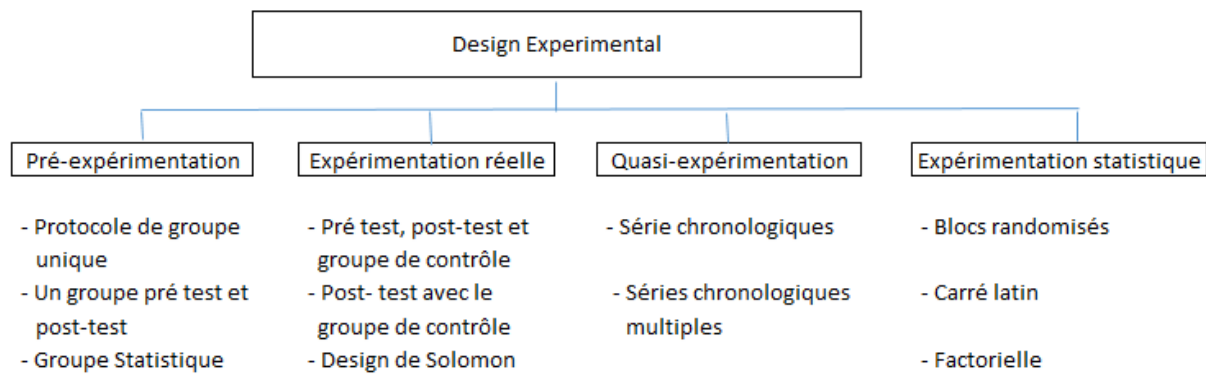 Design Experimental
Pré-expérimentation
- Protocole de groupe
unique
- Un groupe pré test et
post-test
- Groupe Statistique
Expérimentation réelle
- Pré test, post-test et
groupe de contrôle
- Post- test avec le
groupe de contrôle
- Design de Solomon
Quasi-expérimentation
- Série chronologiques
- Séries chronologiques
multiples
Expérimentation statistique
- Blocs randomisés
- Carré latin
- Factorielle